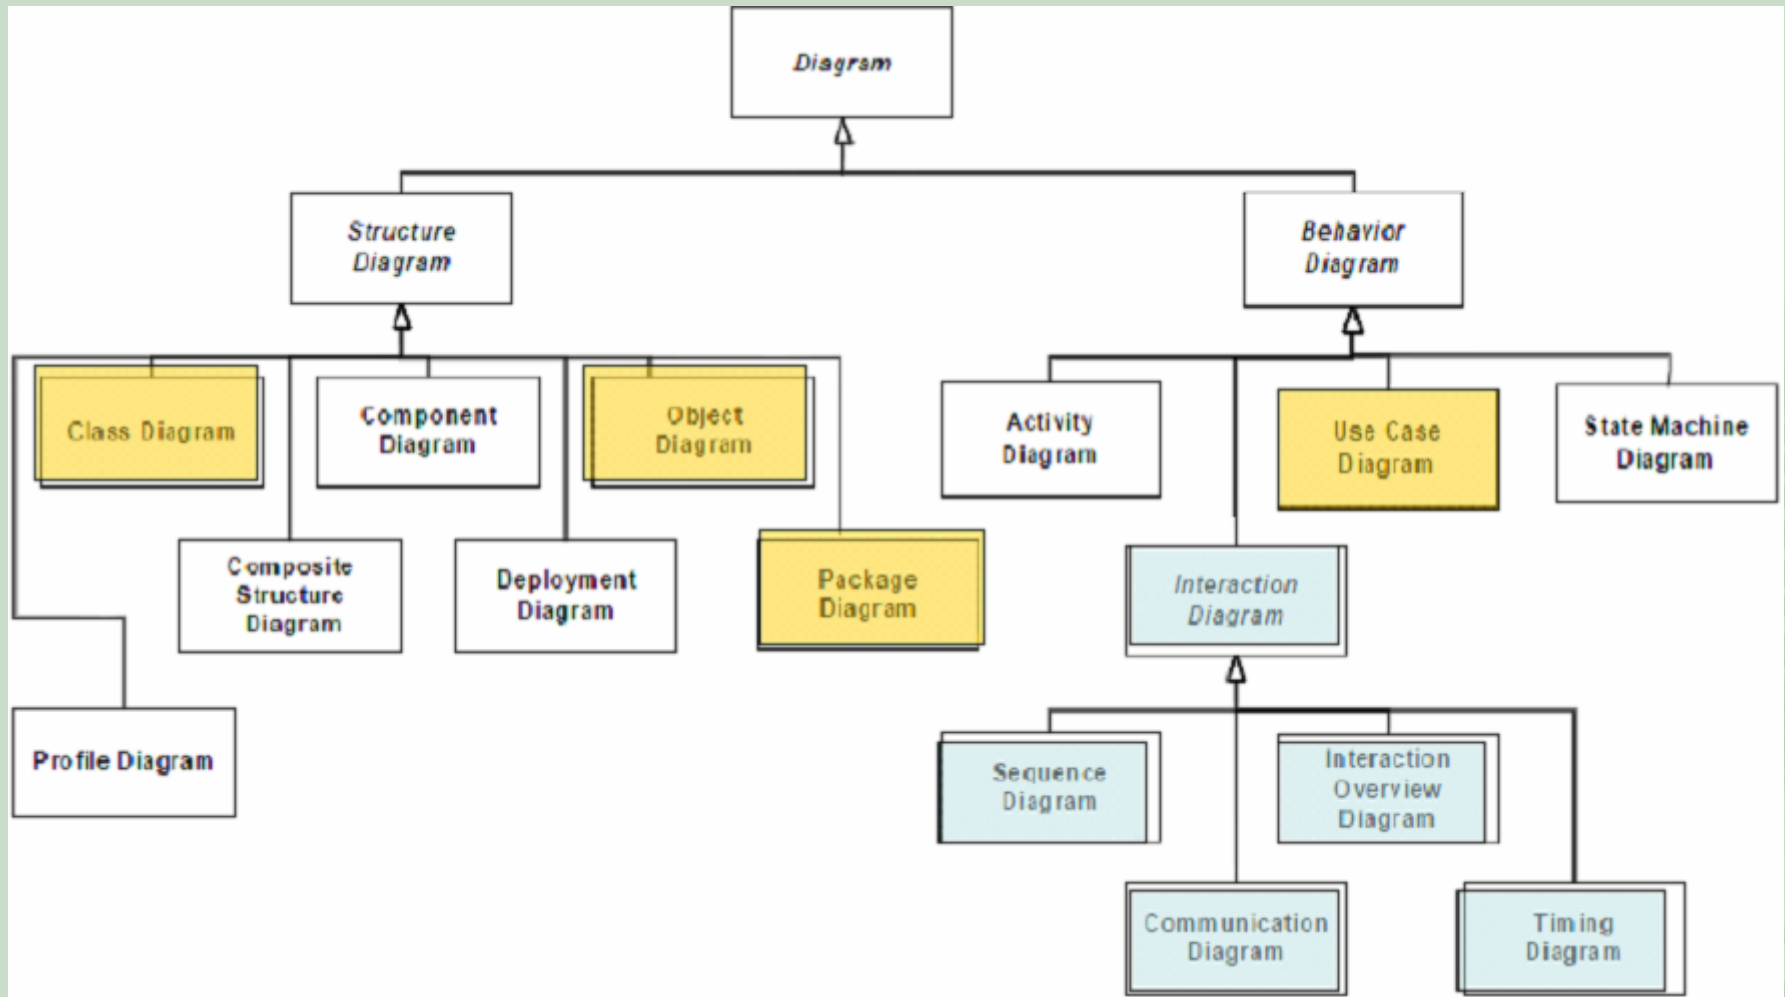 Diagram
Structure
Diagram
Behavior
Diagram
Class Diagram
Component
Diagram
Object
Diagram
Activity
Diagram
Use Case
Diagram
State Machine
Diagram
Composite
Structure
Diagram
Deployment
Diagram
Package
Diagram
Interaction
Diagram
Profile Diagram
Sequence
Diagram
Interaction
Overview
Diagram
Communication
Diagram
Timing
Diagram